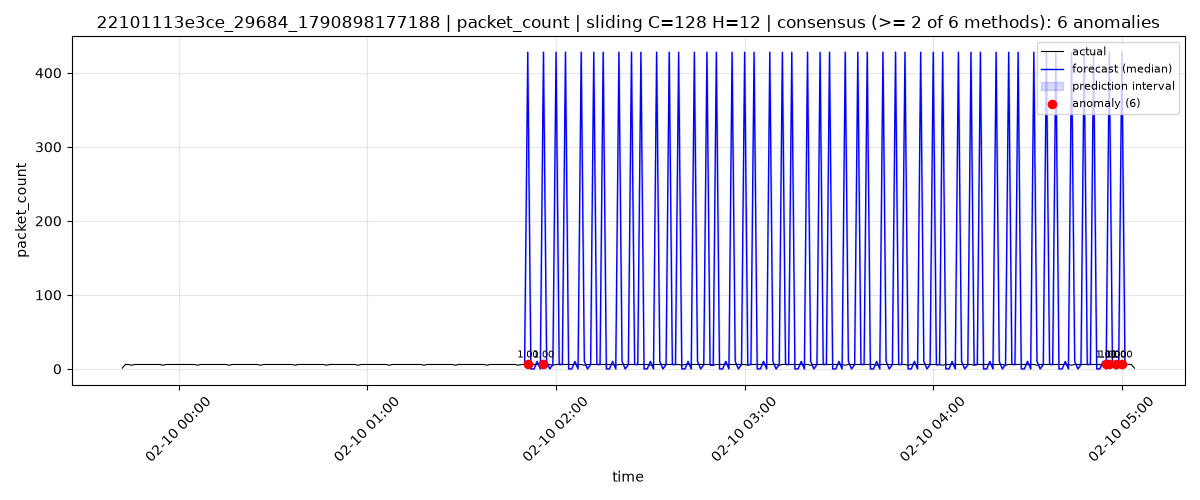 22101113e3ce_29684_1790898177188 | packet_count | sliding C=128 H=12 | consensus (>= 2 of 6 methods): 6 anomalies
actual
forecast (median)
prediction interval
anomaly (6)
packet_count
400
300
200
100
0
02-10 00:00
02-10 01:00
02-10 02:00
02-10 03:00
02-10 04:00
02-10 05:00
time